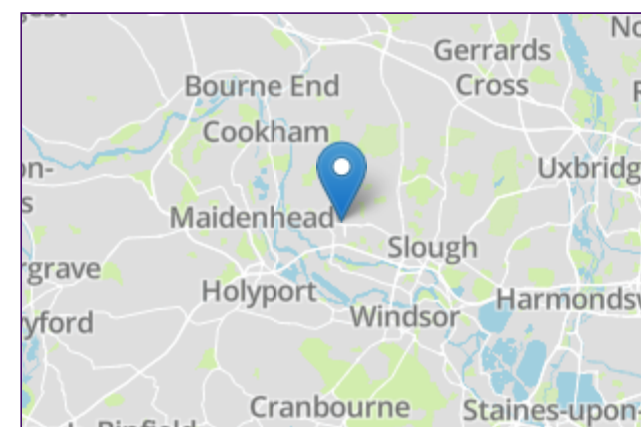 Gerrards
Cross
Bourne End
Cookham
Uxbridg
Maidenhead
Slough
rgrave
Holyport
Harmondsw
yford
Windsor
Cranbourne
Staines-upon-